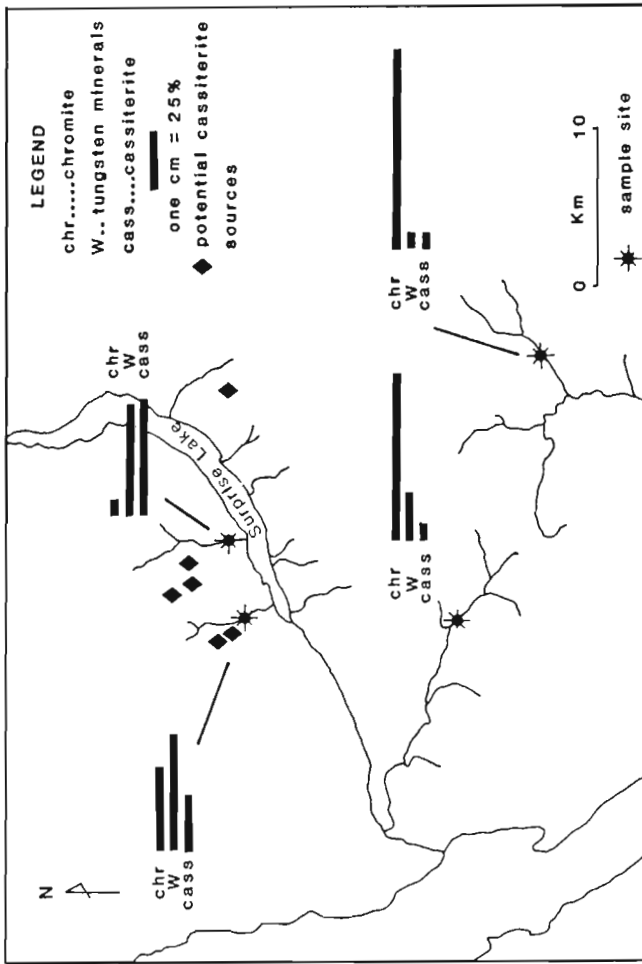 N
LEGEND
chr.....chromite
W.. tungsten minerals
cass....cassiterite
one cm = 25%
potential cassiterite
sources
chr
W
cass
Surprise Lake
chr
W
cass
chr
W
cass
chr
W
cass
Km
0 10
sample site